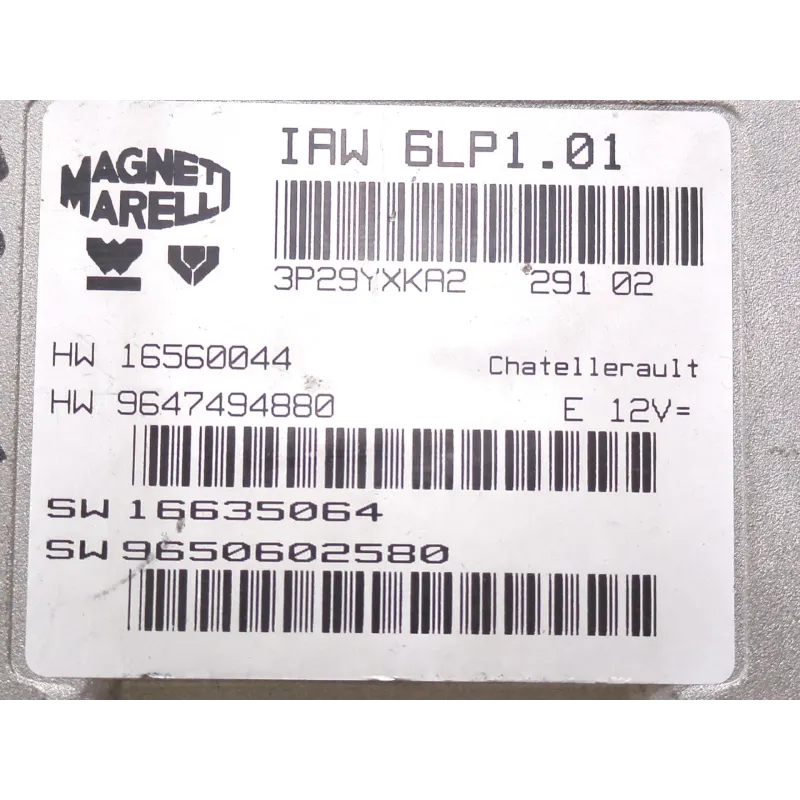 MAGNETI MARELLI
IAW 6LP1.01
3P29YXKA2 291 02
HW 16560044
Chatellerault
HW 9647494880
E 12V=
SW 16635064
SW 9650602580